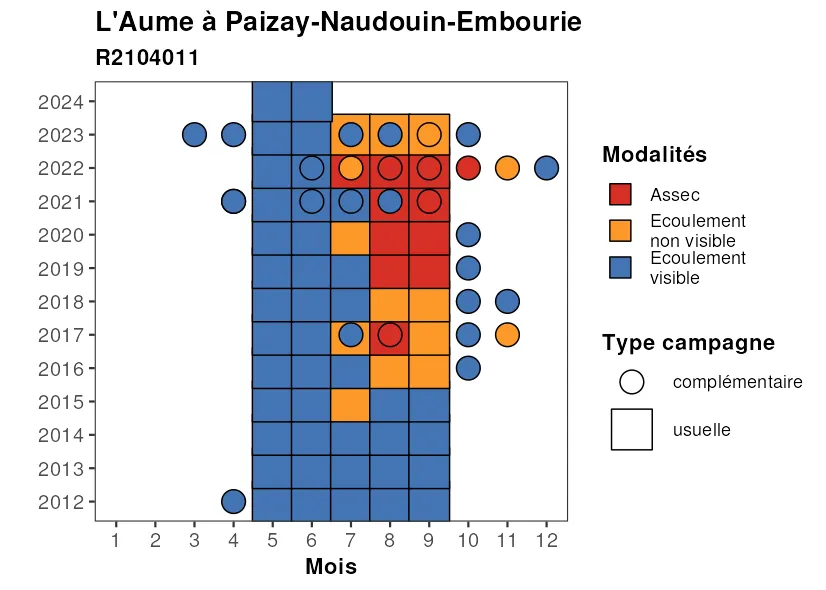 L'Aume à Paizay-Naudouin-Embourie
R2104011
2024
2023
2022
2021
2020
2019
2018
2017
2016
2015
2014
2013
2012
1 2 3 4 5 6 7 8 9 10 11 12
Mois
Modalités
Assec
Ecoulement
non visible
Ecoulement
visible
Type campagne
complémentaire
usuelle